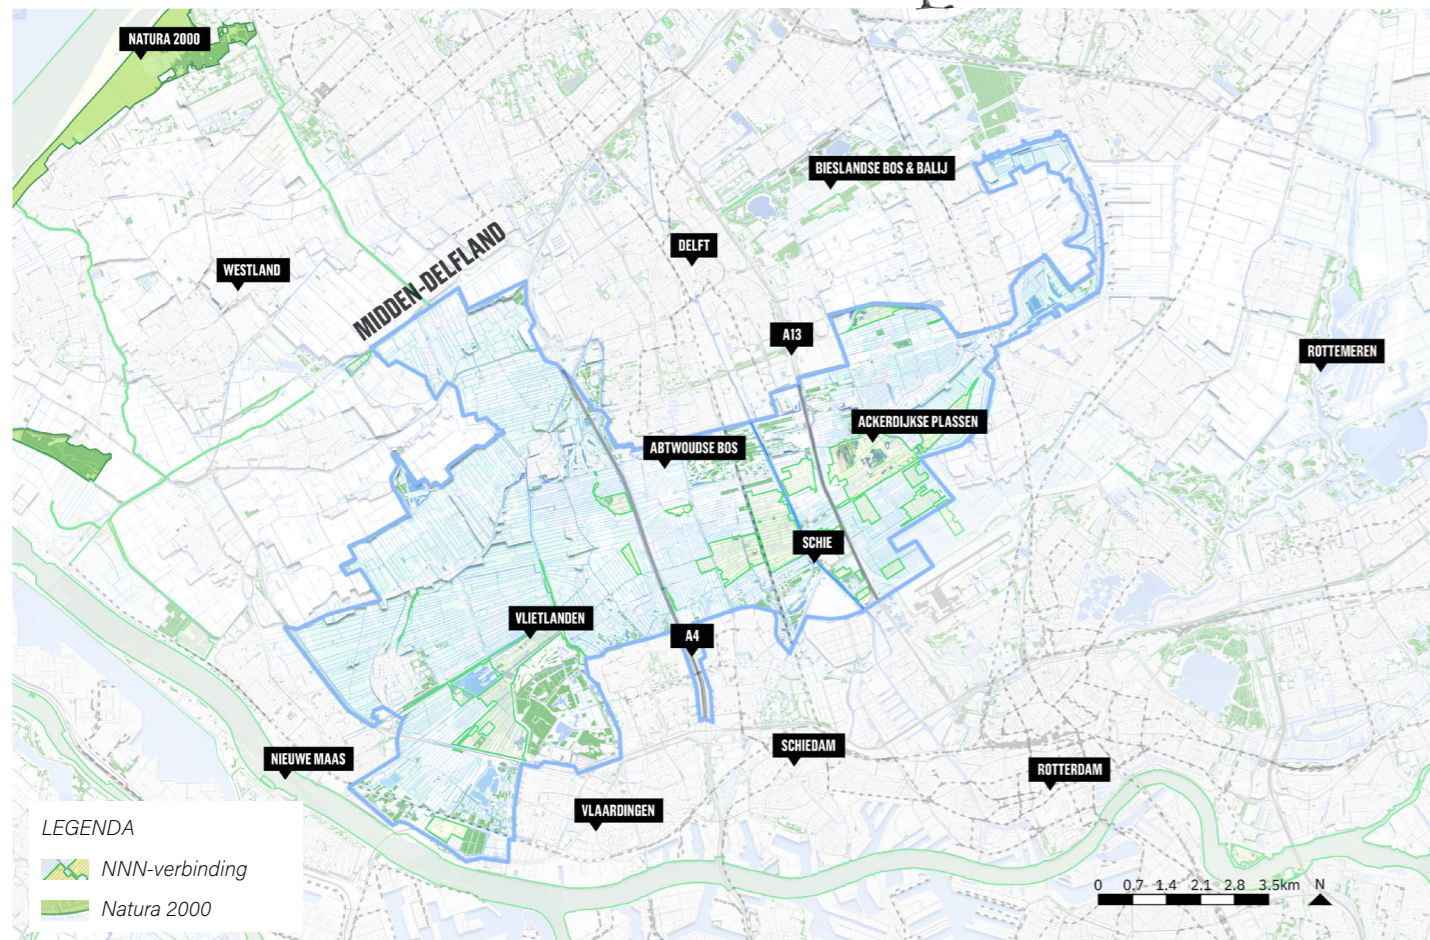 NATURA 2000
BIESLANDSE BOS & BALIJ
DELFT
WESTLAND
MIDDEN-DELFLAND
A13
ROTTEMEREN
ACKERDIJKSE PLASSEN
ABTWOUDSE BOS
SCHIE
VLIETLANDEN
A4
SCHIEDAM
NIEUWE MAAS
ROTTERDAM
VLAARDINGEN
LEGENDA
NNN-verbinding
Natura 2000
0 0.7 1.4 2.1 2.8 3.5km N